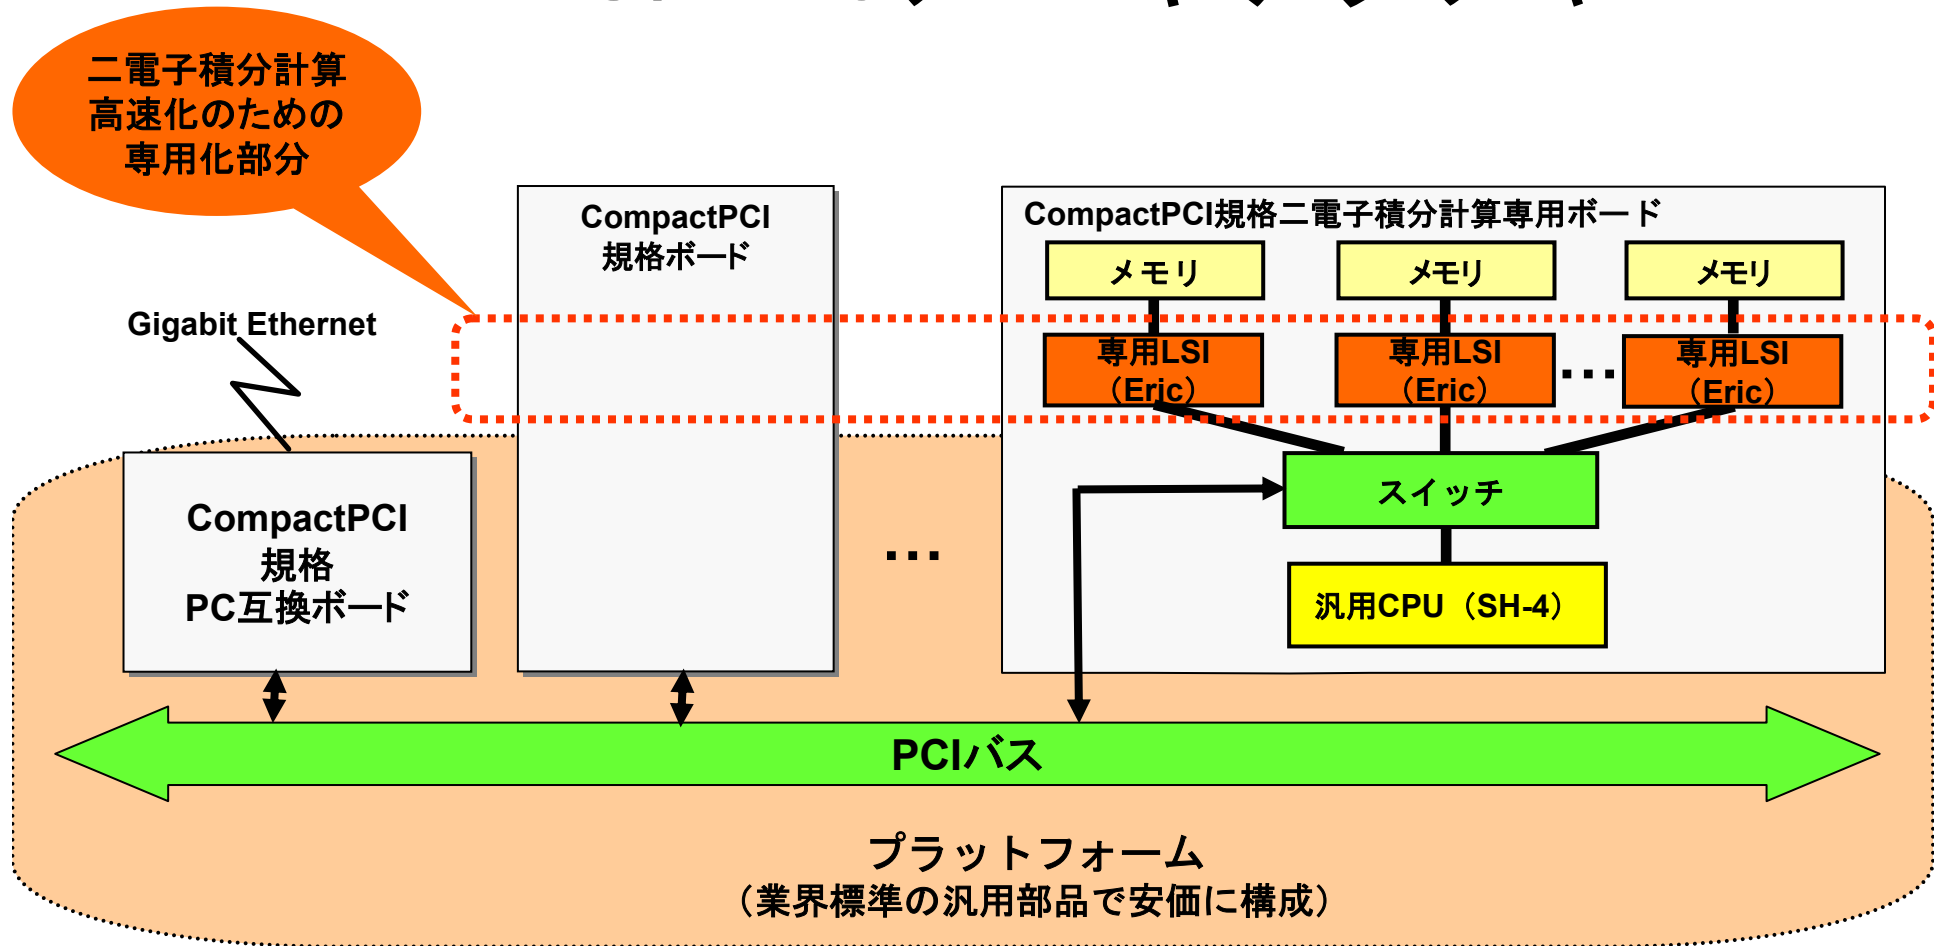 二電子積分計算
高速化のための
専用化部分
Gigabit Ethernet
CompactPCI
規格
PC互換ボード
CompactPCI
規格ボード
…
CompactPCI規格二電子積分計算専用ボード
メモリ
メモリ
メモリ
専用LSI
（Eric）
専用LSI
（Eric）
…
専用LSI
（Eric）
スイッチ
汎用CPU（SH-4）
PCIバス
プラットフォーム
（業界標準の汎用部品で安価に構成）